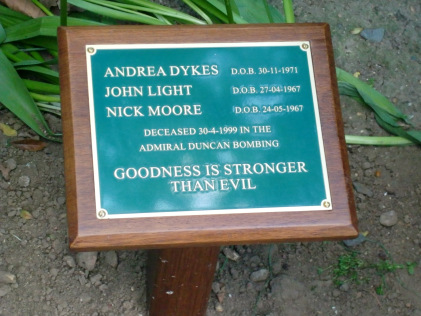 ANDREA DYKES D.O.B. 30-11-1971
JOHN LIGHT D.O.B. 27-04-1967
NICK MOORE D.O.B. 24-05-1967
DECEASED 30-4-1999 IN THE
ADMIRAL DUNCAN BOMBING
GOODNESS IS STRONGER
THAN EVIL